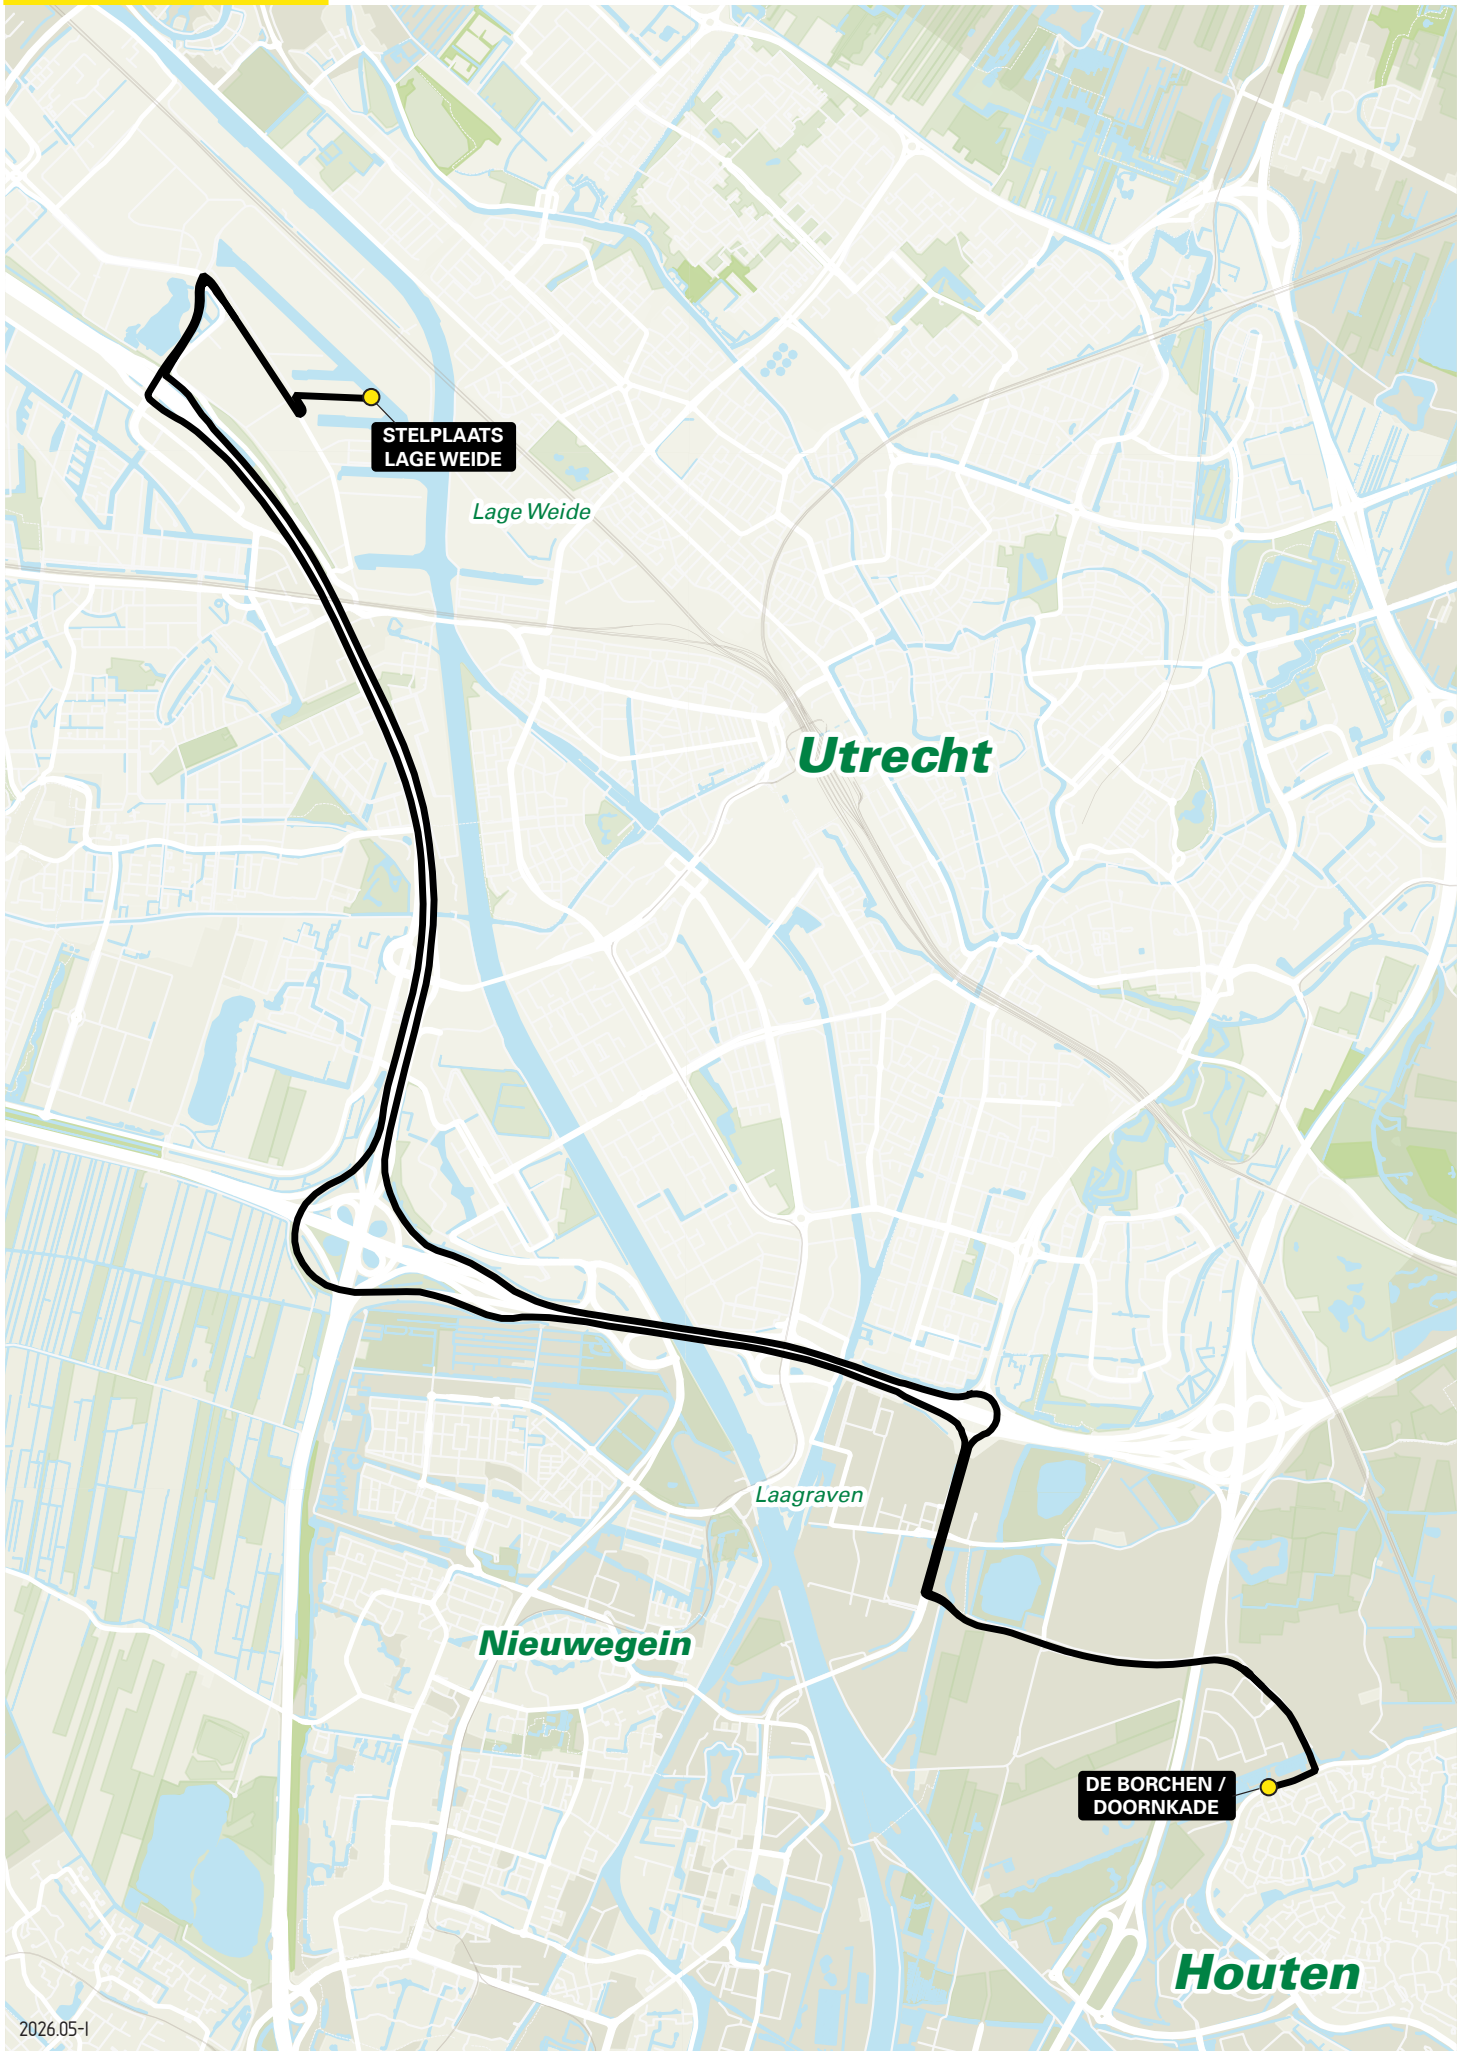 STELPLAATS
LAGE WEIDE
Lage Weide
Utrecht
Laagraven
Nieuwegein
DE BORCHEN /
DOORNKADE
Houten
2026.05-I